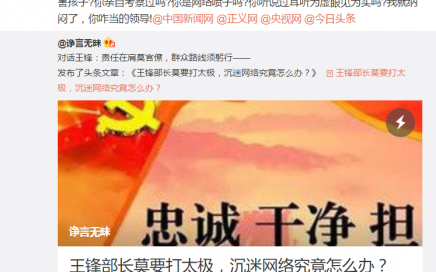 害孩子?你亲自考察过吗?你是网络喷子吗?你听说过耳听为虚眼见为实吗?我就纳
闷了，你咋当的领导!@中国新闻网 @正义网 @央视网 @今日头条
@诤言无昧
对话王锋：责任在肩莫官僚，群众路线须躬行——
发布了头条文章：《王锋部长莫要打太极，沉迷网络究竟怎么办？》 王锋部长莫要打太
极，沉迷网络究竟怎么办？
忠诚 干净 担
诤言无昧
王锋部长莫要打太极，沉迷网络究竟怎么办？